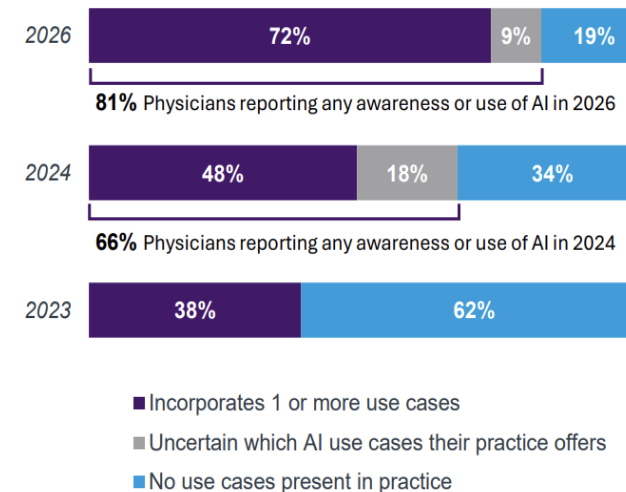 2026 72% 9% 19%
81% Physicians reporting any awareness or use of AI in 2026
2024 48% 18% 34%
66% Physicians reporting any awareness or use of AI in 2024
2023 38% 62%
Incorporates 1 or more use cases
Uncertain which AI use cases their practice offers
No use cases present in practice